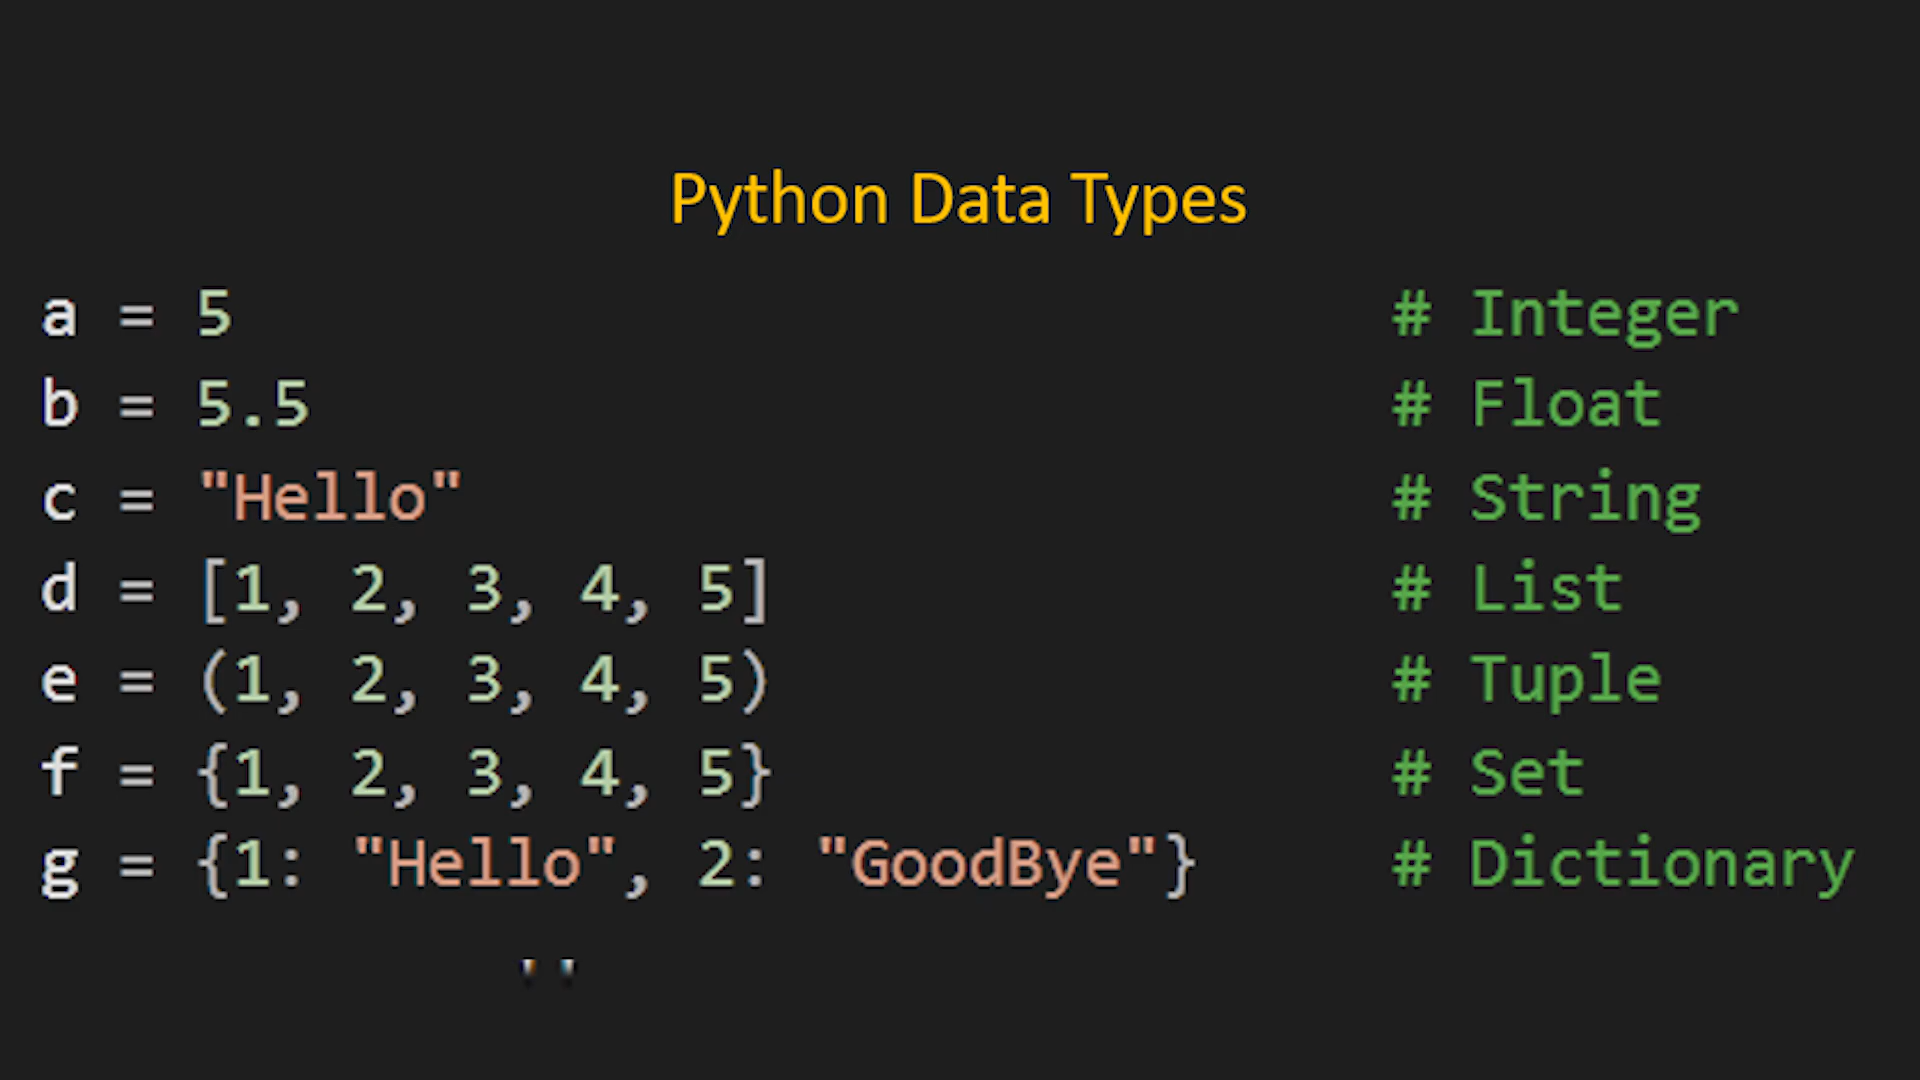 Python Data Types
a = 5 # Integer
b = 5.5 # Float
c = "Hello" # String
d = [1, 2, 3, 4, 5] # List
e = (1, 2, 3, 4, 5) # Tuple
f = {1, 2, 3, 4, 5} # Set
g = {1: "Hello", 2: "GoodBye"} # Dictionary
' '